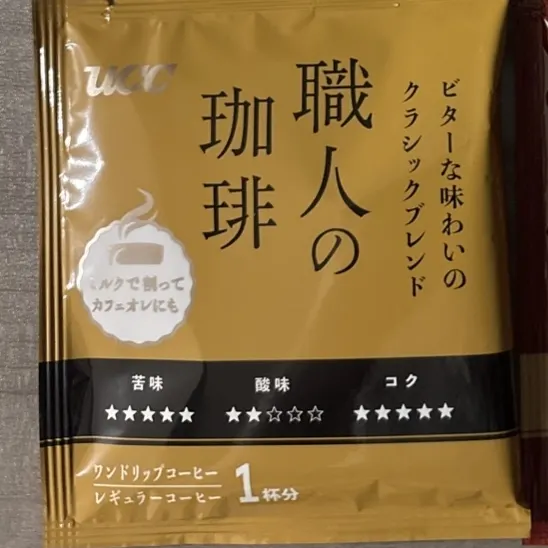 UCC
職人の
珈琲
ビターな味わいの
クラシックブレンド
ミルクで割って
カフェオレにも
苦味
酸味
コク
★★★★★
★★☆☆☆
★★★★★
ワンドリップコーヒー
レギュラーコーヒー
1杯分